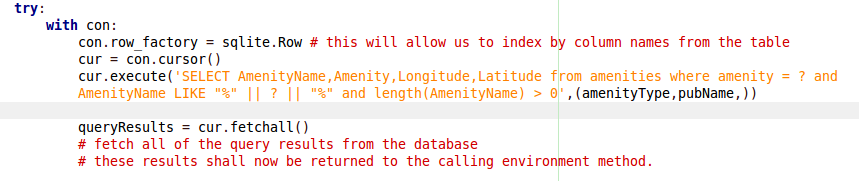 try:
    with con:
        con.row_factory = sqlite.Row # this will allow us to index by column names from the table
        cur = con.cursor()
        cur.execute('SELECT AmenityName,Amenity,Longitude,Latitude from amenities where amenity = ? and
        AmenityName LIKE "%" || ? || "%" and length(AmenityName) > 0',(amenityType,pubName,))
        queryResults = cur.fetchall()
        # fetch all of the query results from the database
        # these results shall now be returned to the calling environment method.